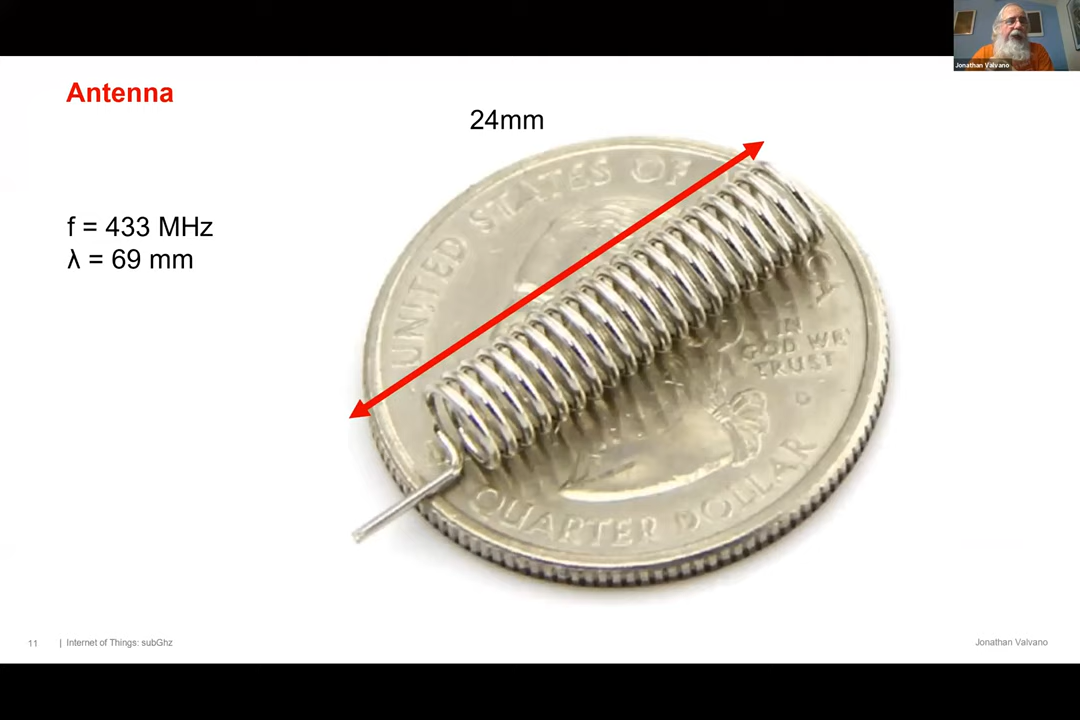 Jonathan Valvano
Antenna
24mm
f = 433 MHz
λ = 69 mm
UNITED STATES OF
IN
GOD WE
TRUST
QUARTER DOLLAR
11 | Internet of Things: subGhz
Jonathan Valvano